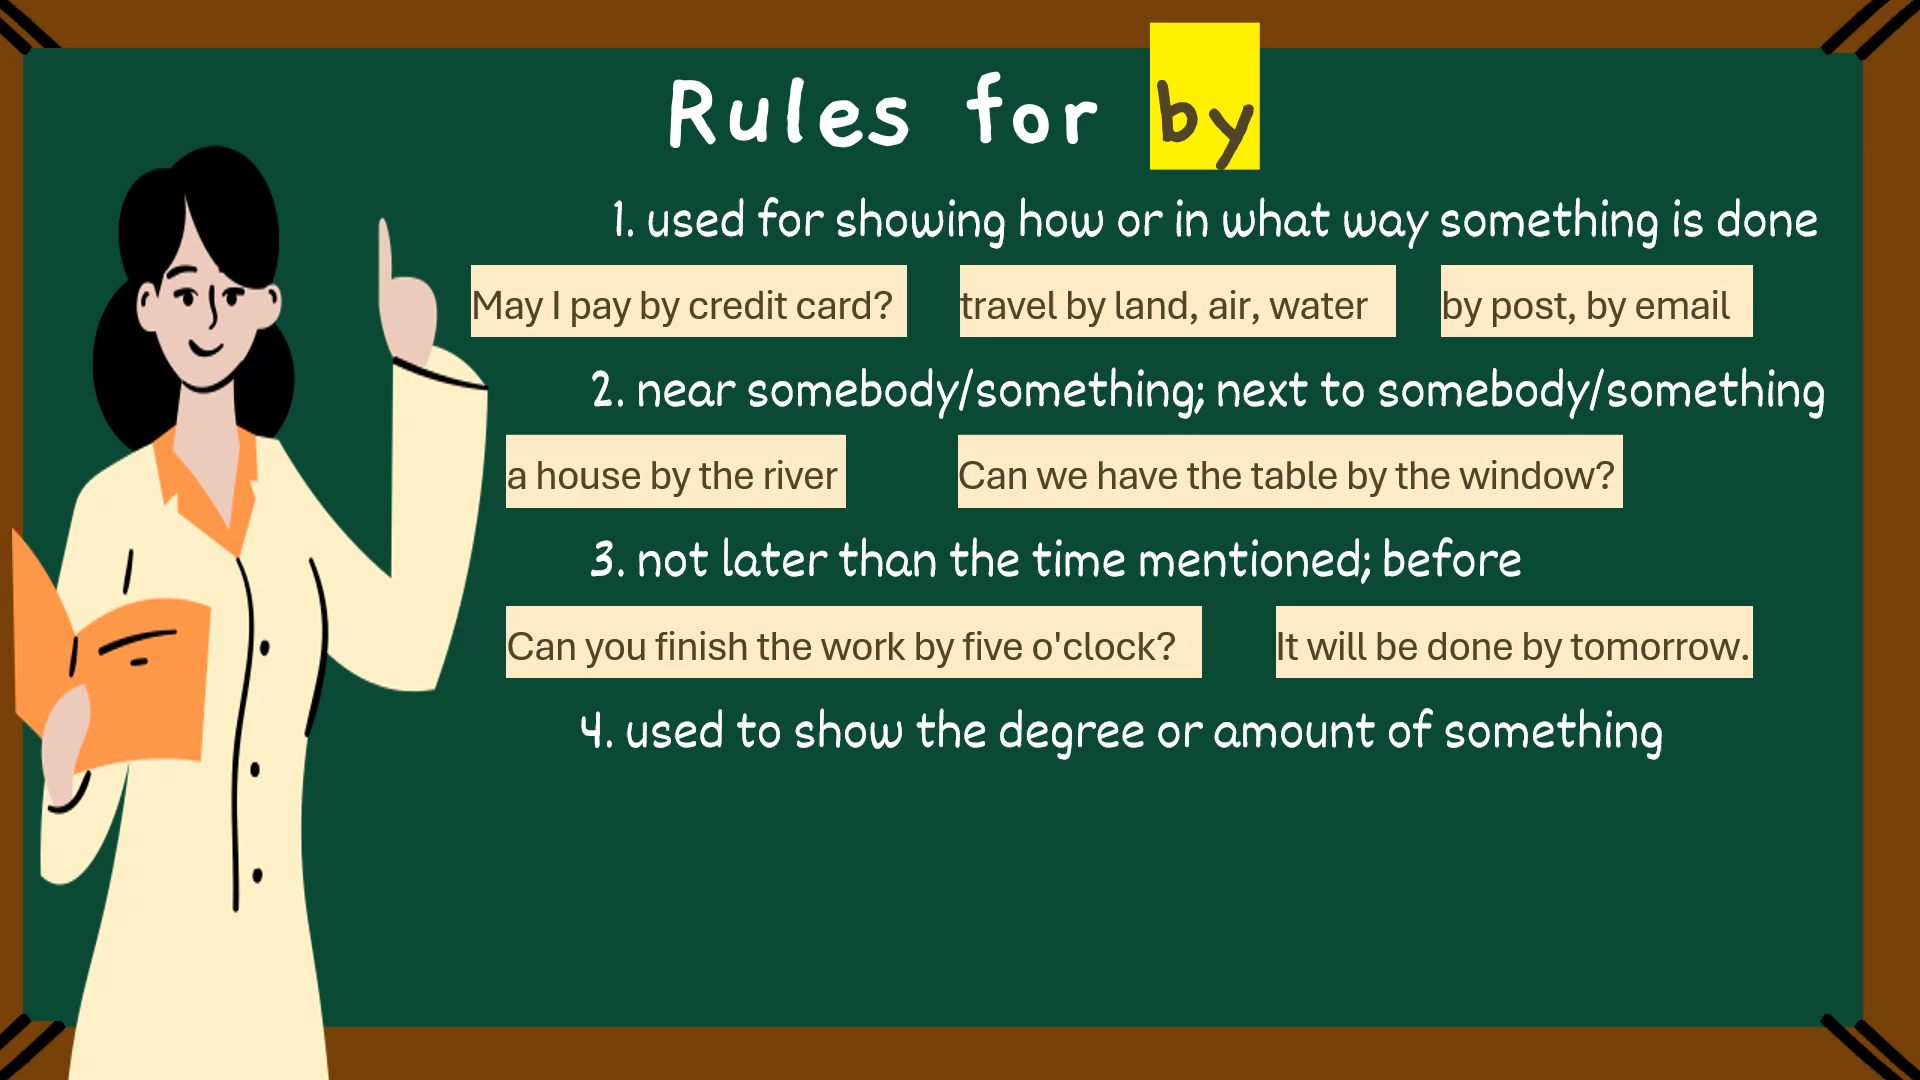 Rules for by
1. used for showing how or in what way something is done
May I pay by credit card? travel by land, air, water by post, by email
2. near somebody/something; next to somebody/something
a house by the river Can we have the table by the window?
3. not later than the time mentioned; before
Can you finish the work by five o'clock? It will be done by tomorrow.
4. used to show the degree or amount of something